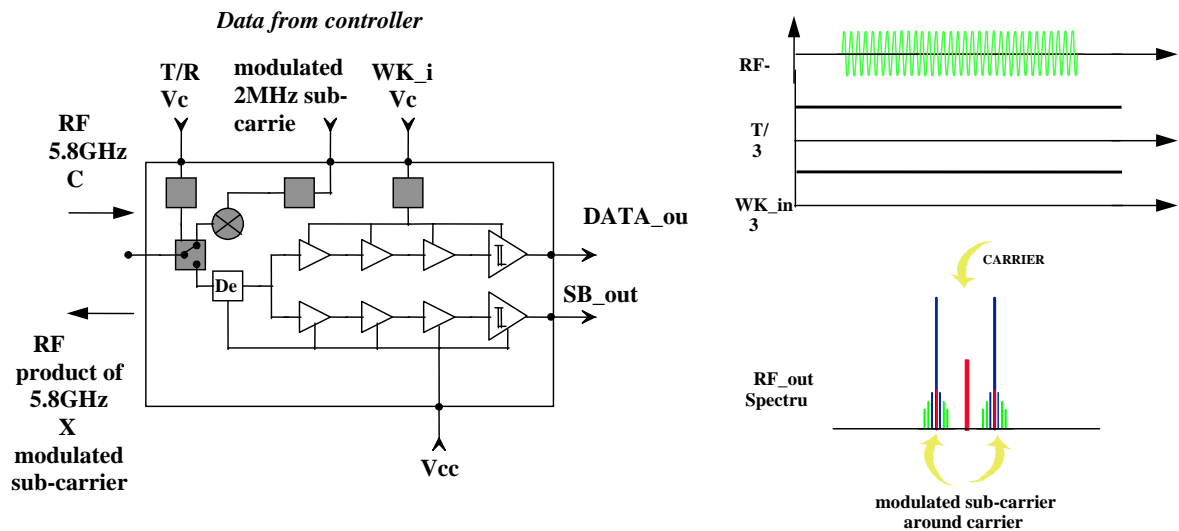 Data from controller
T/R
Vc
modulated
2MHz sub-
carrie
WK_i
Vc
RF
5.8GHz
C
De
DATA_ou
SB_out
RF
product of
5.8GHz
X
modulated
sub-carrier
Vcc
RF-
T/
3
WK_in
3
CARRIER
RF_out
Spectru
modulated sub-carrier
around carrier